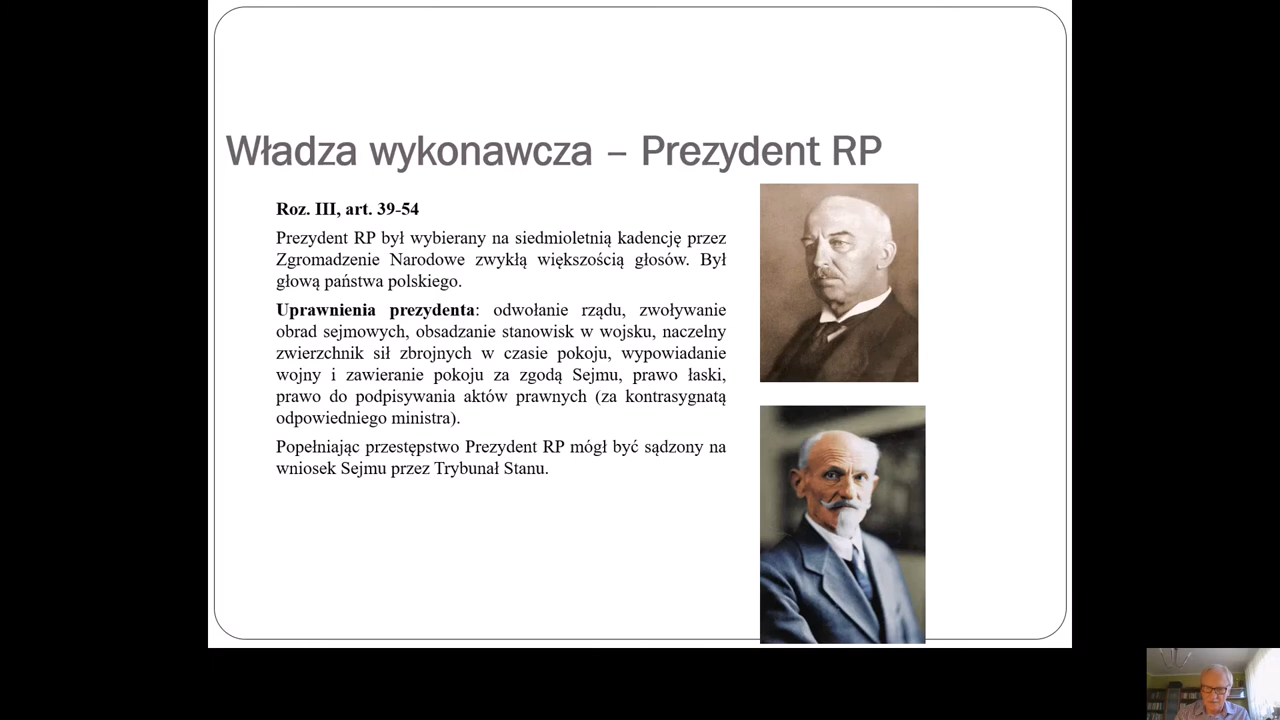 Władza wykonawcza – Prezydent RP
Roz. III, art. 39-54
Prezydent RP był wybierany na siedmioletnią kadencję przez
Zgromadzenie Narodowe zwykłą większością głosów. Był
głową państwa polskiego.
Uprawnienia prezydenta: odwołanie rządu, zwoływanie
obrad sejmowych, obsadzanie stanowisk w wojsku, naczelny
zwierzchnik sił zbrojnych w czasie pokoju, wypowiadanie
wojny i zawieranie pokoju za zgodą Sejmu, prawo łaski,
prawo do podpisywania aktów prawnych (za kontrasygnatą
odpowiedniego ministra).
Popełniając przestępstwo Prezydent RP mógł być sądzony na
wniosek Sejmu przez Trybunał Stanu.